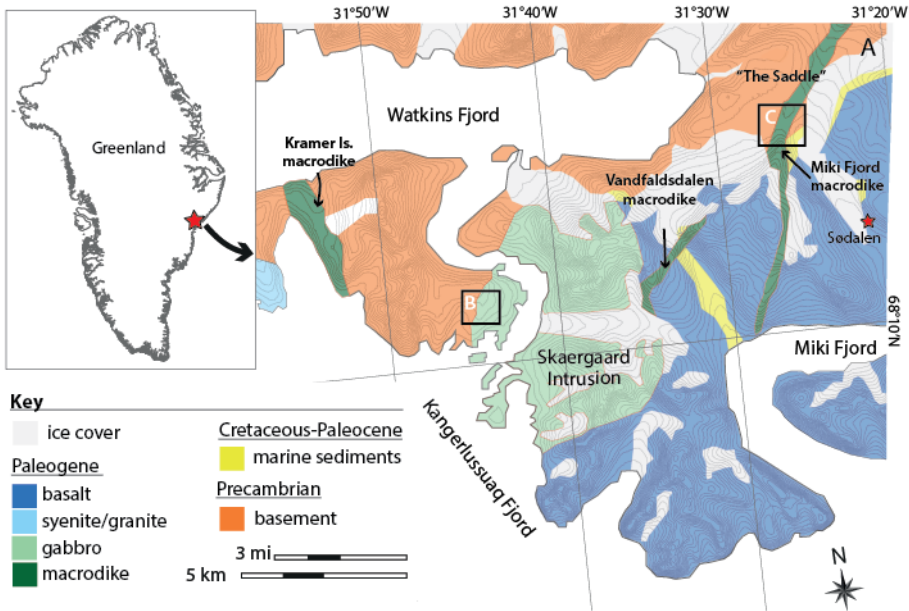 31°50'W
31°40'W
31°30'W
31°20'W
A
Greenland
Watkins Fjord
"The Saddle"
C
Kramer Is.
macrodike
Vandfaldsdalen
macrodike
Miki Fjord
macrodike
Sødalen
B
68°10'N
Skaergaard
Intrusion
Miki Fjord
Kangerlussuaq Fjord
Key
ice cover
Paleogene
basalt
syenite/granite
gabbro
macrodike
Cretaceous-Paleocene
marine sediments
Precambrian
basement
3 mi
5 km
N